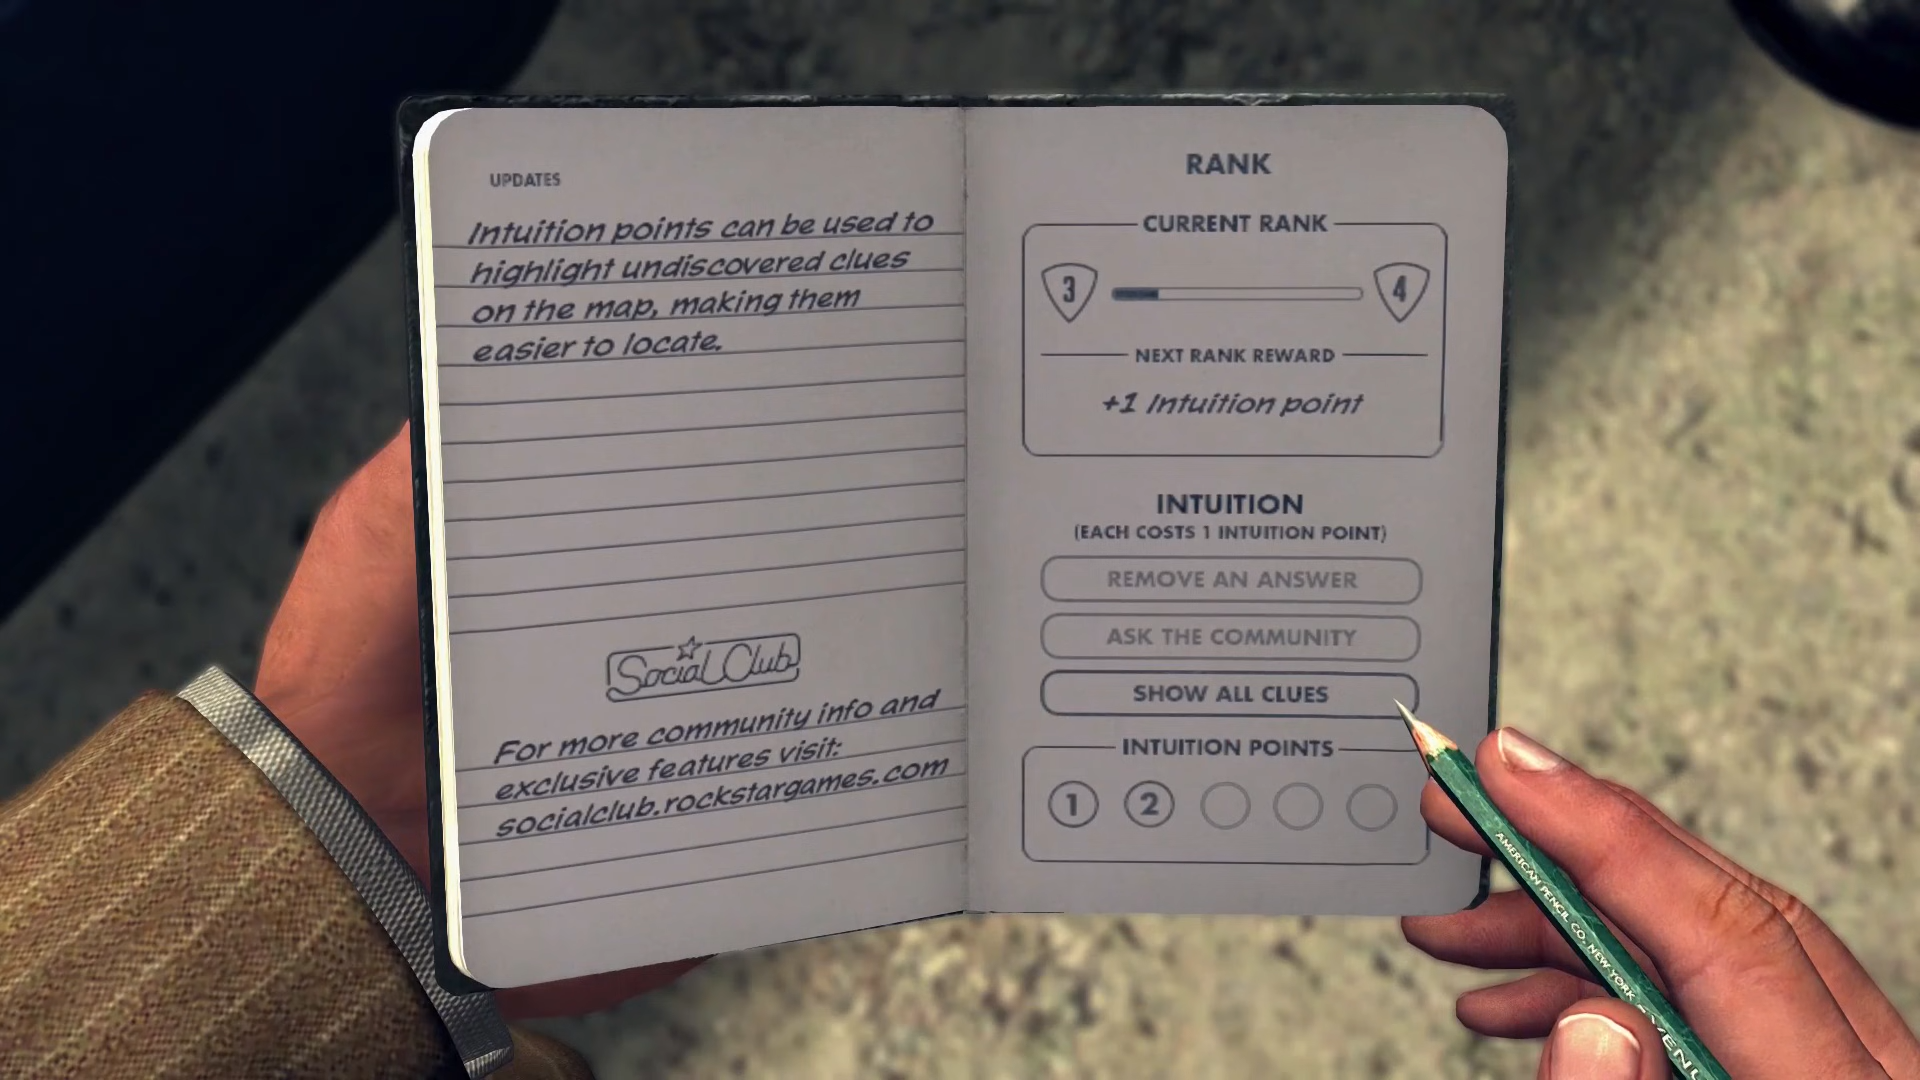 UPDATES
Intuition points can be used to
highlight undiscovered clues
on the map, making them
easier to locate.
Social Club
For more community info and
exclusive features visit:
socialclub.rockstargames.com
RANK
CURRENT RANK
3 4
NEXT RANK REWARD
+1 Intuition point
INTUITION
(EACH COSTS 1 INTUITION POINT)
REMOVE AN ANSWER
ASK THE COMMUNITY
SHOW ALL CLUES
INTUITION POINTS
1 2
AMERICAN PENCIL CO. NEW YORK